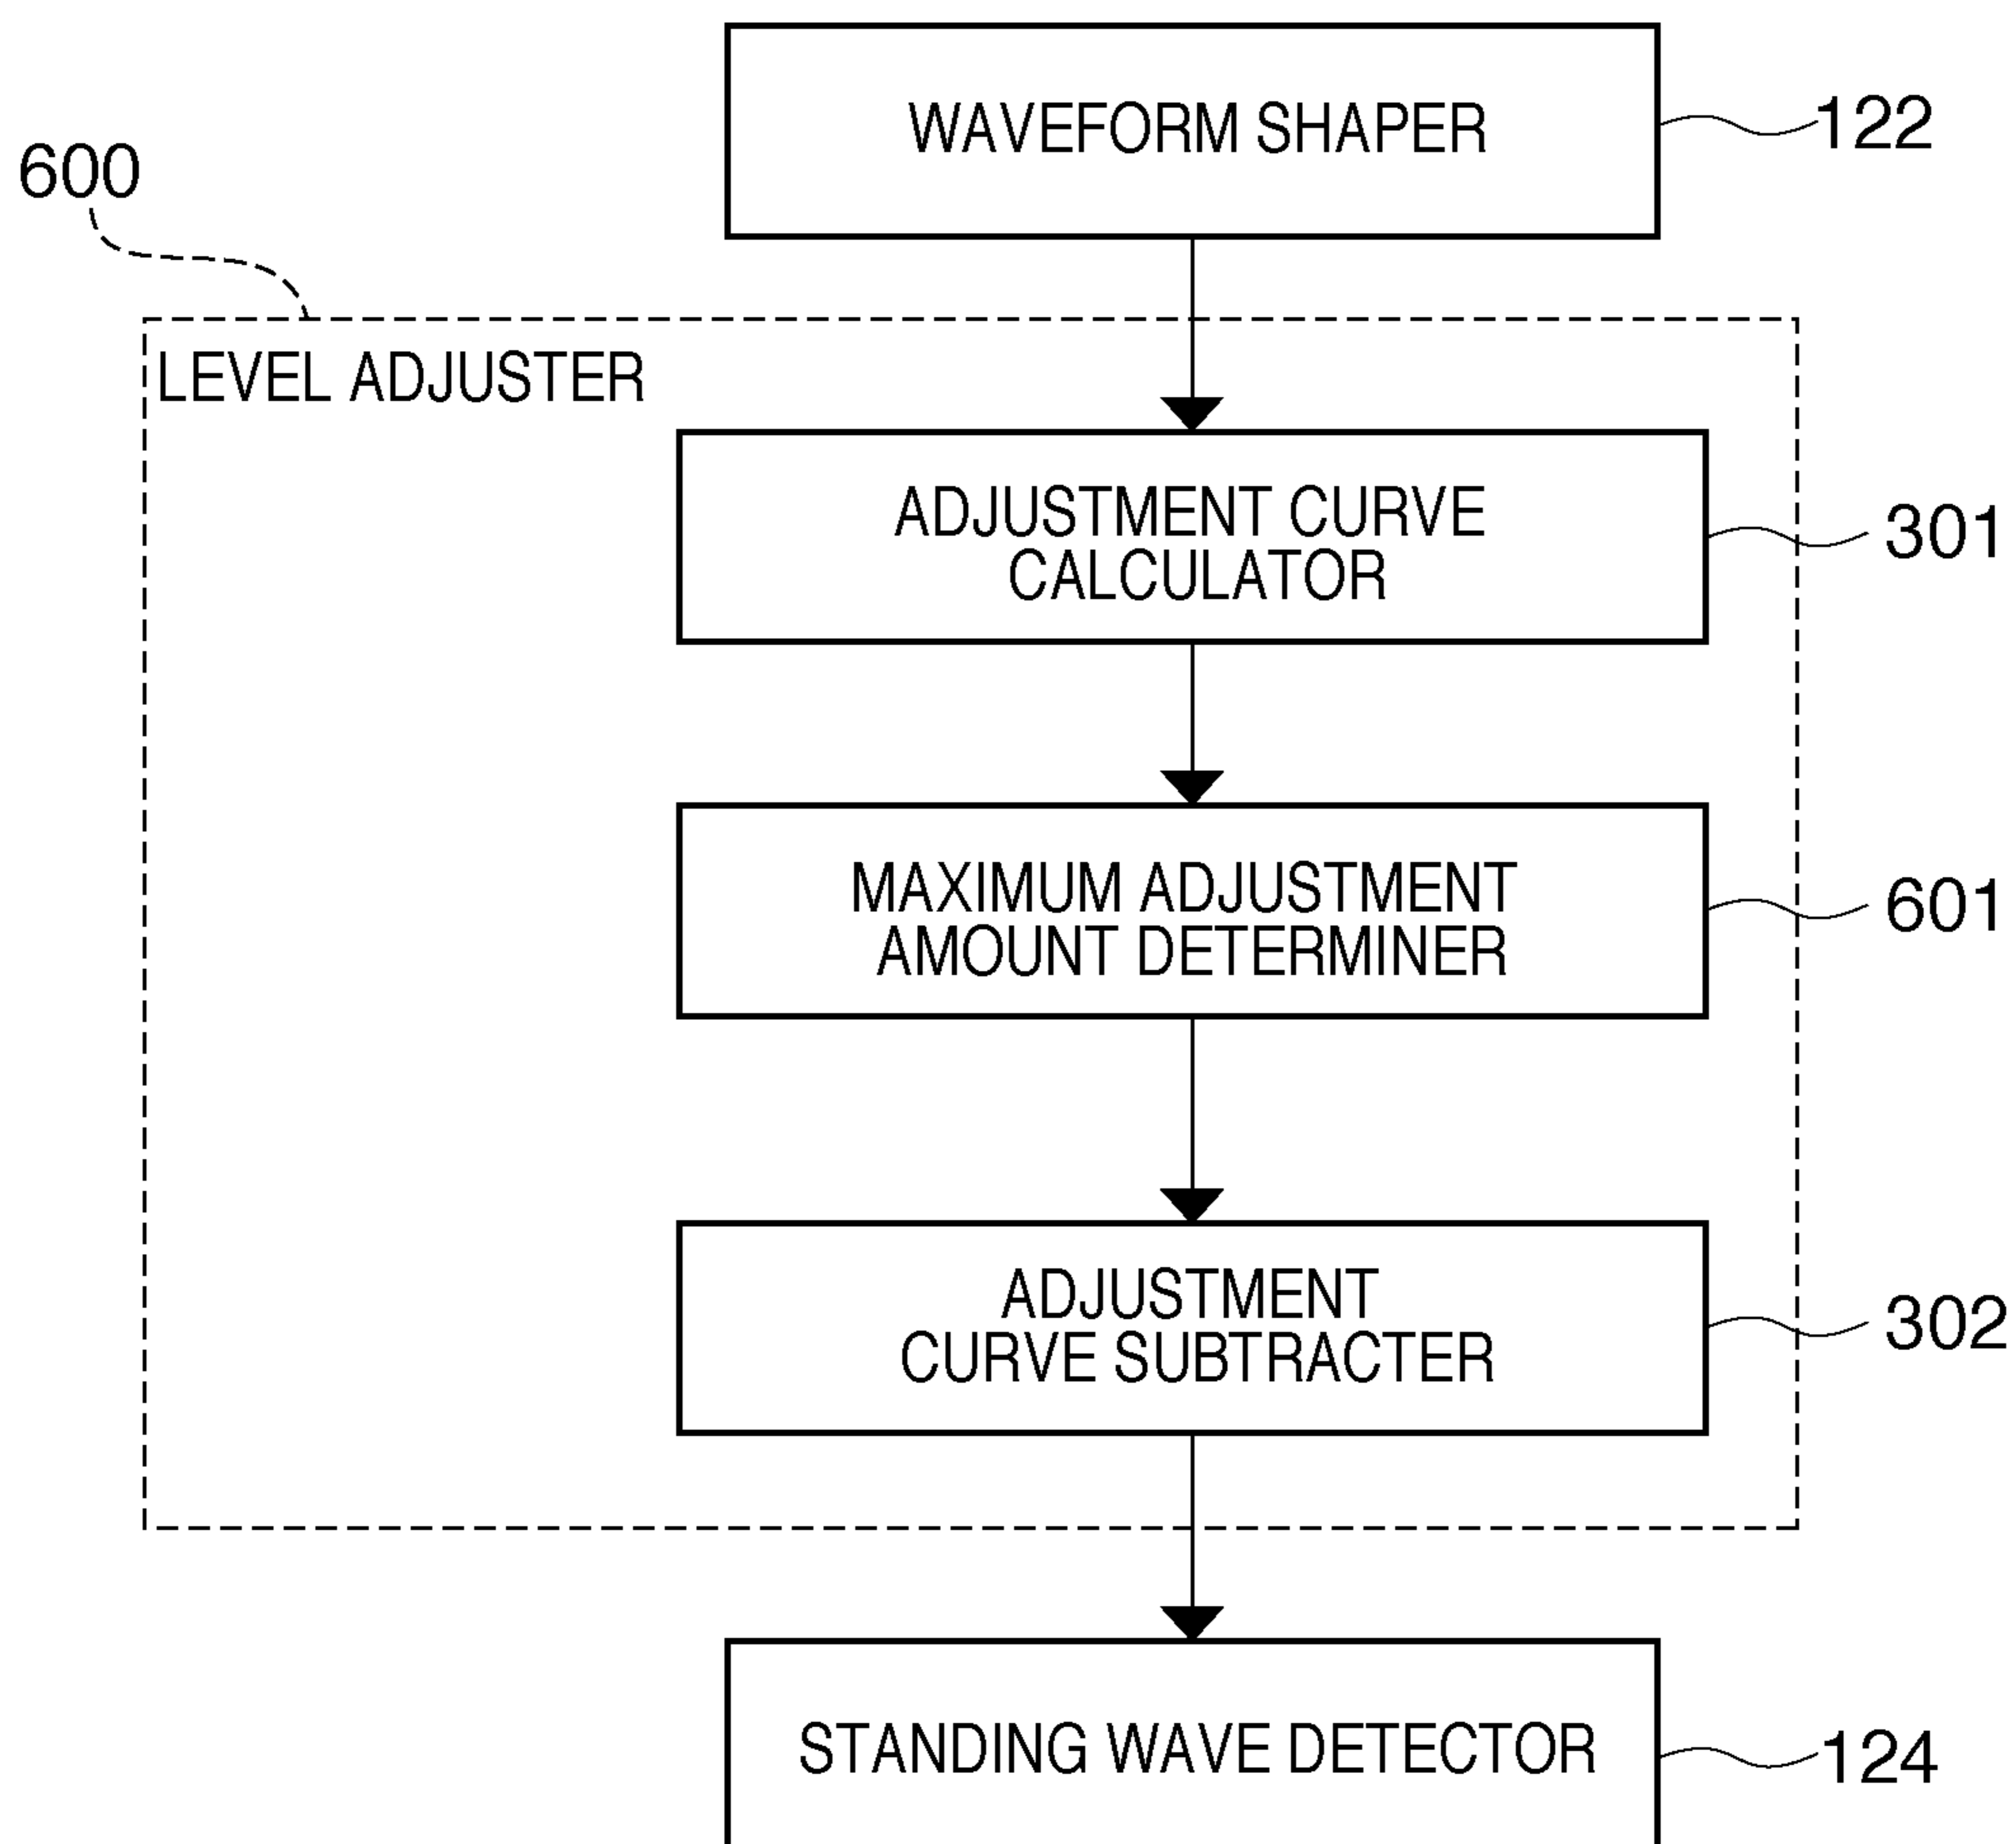 WAVEFORM SHAPER
122
600
LEVEL ADJUSTER
ADJUSTMENT CURVE
CALCULATOR
301
MAXIMUM ADJUSTMENT
AMOUNT DETERMINER
601
ADJUSTMENT
CURVE SUBTRACTER
302
STANDING WAVE DETECTOR
124